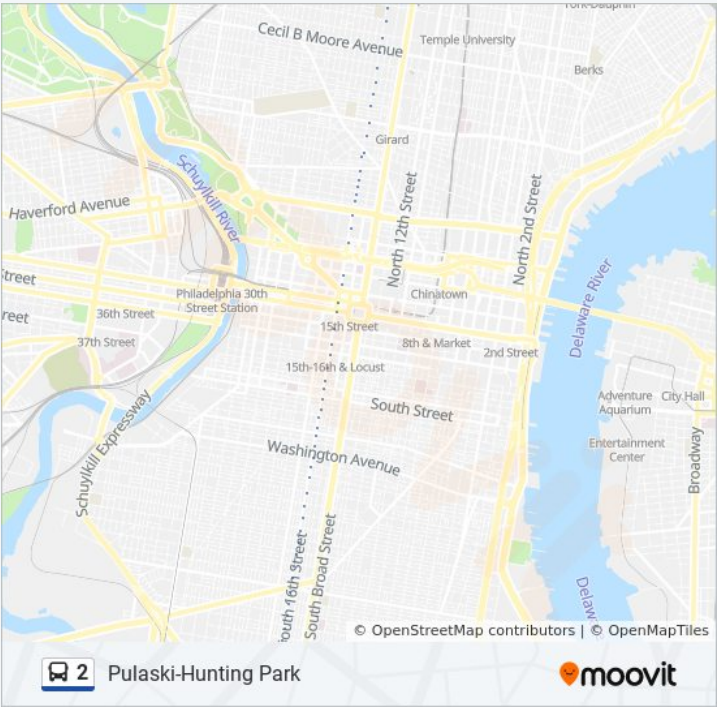 York-Dauphin
Cecil B Moore Avenue
Temple University
Berks
Girard
Schuylkill River
Haverford Avenue
North 12th Street
North 2nd Street
Delaware River
Street
Philadelphia 30th
Street Station
Chinatown
reet
36th Street
15th Street
37th Street
8th & Market
2nd Street
15th-16th & Locust
South Street
Adventure
Aquarium
City Hall
Schuylkill Expressway
Washington Avenue
Entertainment
Center
Broadway
outh 16th Street
South Broad Street
Delaw
© OpenStreetMap contributors | © OpenMapTiles
2 Pulaski-Hunting Park
moovit